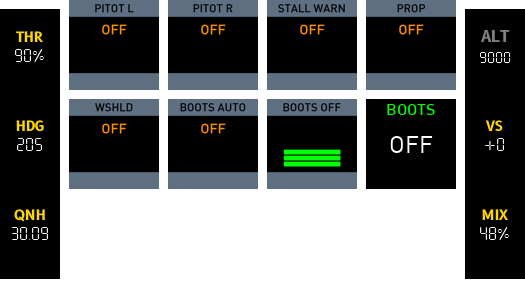 PITOT L
OFF
PITOT R
OFF
STALL WARN
OFF
PROP
OFF
THR
90%
ALT
9000
WSHLD
OFF
BOOTS AUTO
OFF
BOOTS OFF
BOOTS
OFF
HDG
205
VS
+0
QNH
30.09
MIX
48%